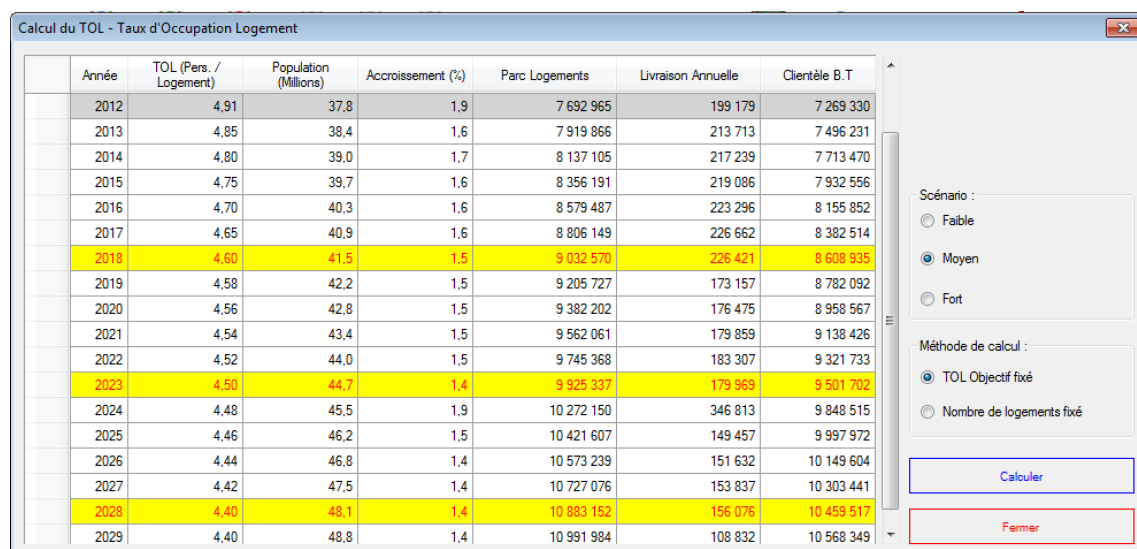 Calcul du TOL - Taux d'Occupation Logement
Année TOL (Pers. / Logement) Population (Millions) Accroissement (%) Parc Logements Livraison Annuelle Clientèle B.T
2012 4,91 37,8 1,9 7 692 965 199 179 7 269 330
2013 4,85 38,4 1,6 7 919 866 213 713 7 496 231
2014 4,80 39,0 1,7 8 137 105 217 239 7 713 470
2015 4,75 39,7 1,6 8 356 191 219 086 7 932 556
2016 4,70 40,3 1,6 8 579 487 223 296 8 155 852
2017 4,65 40,9 1,6 8 806 149 226 662 8 382 514
2018 4,60 41,5 1,5 9 032 570 226 421 8 608 935
2019 4,58 42,2 1,5 9 205 727 173 157 8 782 092
2020 4,56 42,8 1,5 9 382 202 176 475 8 958 567
2021 4,54 43,4 1,5 9 562 061 179 859 9 138 426
2022 4,52 44,0 1,5 9 745 368 183 307 9 321 733
2023 4,50 44,7 1,4 9 925 337 179 969 9 501 702
2024 4,48 45,5 1,9 10 272 150 346 813 9 848 515
2025 4,46 46,2 1,5 10 421 607 149 457 9 997 972
2026 4,44 46,8 1,4 10 573 239 151 632 10 149 604
2027 4,42 47,5 1,4 10 727 076 153 837 10 303 441
2028 4,40 48,1 1,4 10 883 152 156 076 10 459 517
2029 4,40 48,8 1,4 10 991 984 108 832 10 568 349
Scénario :
Faible
Moyen
Fort
Méthode de calcul :
TOL Objectif fixé
Nombre de logements fixé
Calculer
Fermer